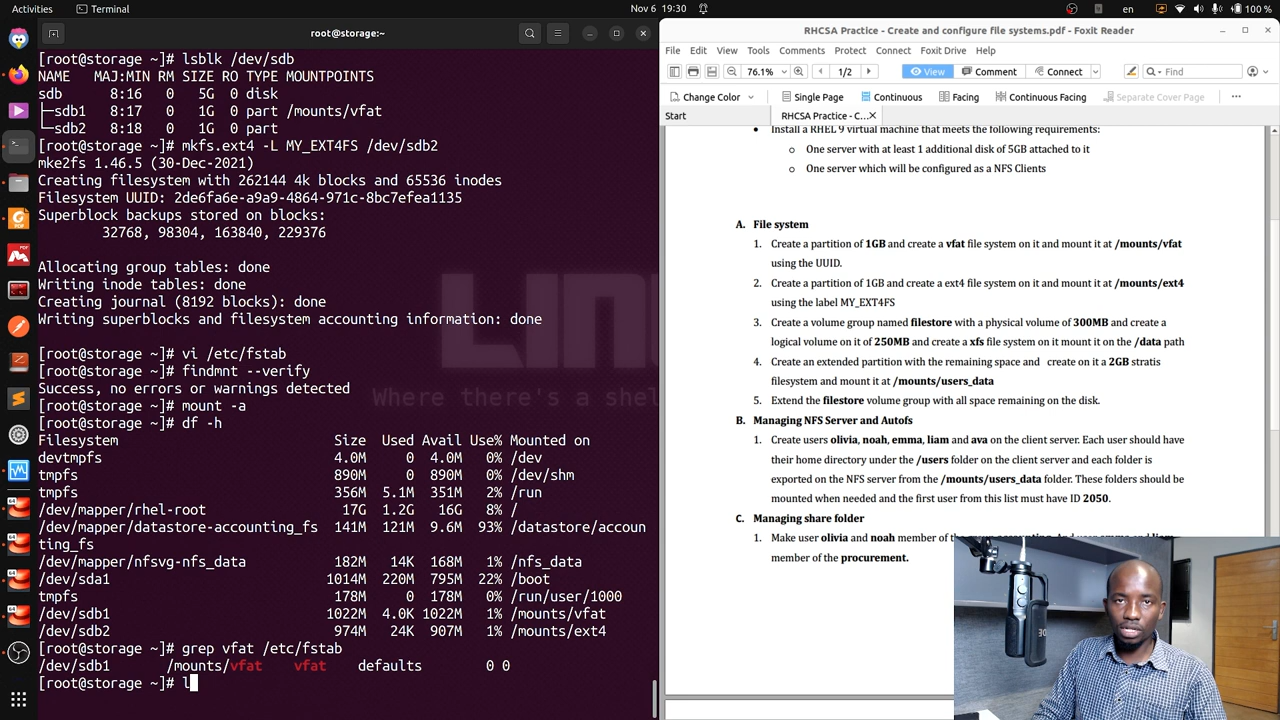 Nov 6 19:30
100 %
root@storage:~
[root@storage ~]# lsblk /dev/sdb
NAME MAJ:MIN RM SIZE RO TYPE MOUNTPOINTS
sdb 8:16 0 5G 0 disk
├─sdb1 8:17 0 1G 0 part /mounts/vfat
└─sdb2 8:18 0 1G 0 part
[root@storage ~]# mkfs.ext4 -L MY_EXT4FS /dev/sdb2
mke2fs 1.46.5 (30-Dec-2021)
Creating filesystem with 262144 4k blocks and 65536 inodes
Filesystem UUID: 2de6fa6e-a9a9-4864-971c-8bc7efea1135
Superblock backups stored on blocks:
32768, 98304, 163840, 229376
Allocating group tables: done
Writing inode tables: done
Creating journal (8192 blocks): done
Writing superblocks and filesystem accounting information: done
[root@storage ~]# vi /etc/fstab
[root@storage ~]# findmnt --verify
Success, no errors or warnings detected
[root@storage ~]# mount -a
[root@storage ~]# df -h
Filesystem Size Used Avail Use% Mounted on
devtmpfs 4.0M 0 4.0M 0% /dev
tmpfs 890M 0 890M 0% /dev/shm
tmpfs 356M 5.1M 351M 2% /run
/dev/mapper/rhel-root 17G 1.2G 16G 8% /
/dev/mapper/datastore-accounting_fs 141M 121M 9.6M 93% /datastore/accoun
ting_fs
/dev/mapper/nfsvg-nfs_data 182M 14K 168M 1% /nfs_data
/dev/sda1 1014M 220M 795M 22% /boot
tmpfs 178M 0 178M 0% /run/user/1000
/dev/sdb1 1022M 4.0K 1022M 1% /mounts/vfat
/dev/sdb2 974M 24K 907M 1% /mounts/ext4
[root@storage ~]# grep vfat /etc/fstab
/dev/sdb1 /mounts/vfat vfat defaults 0 0
[root@storage ~]# l
Where there's a shel
RHCSA Practice - Create and configure file systems.pdf - Foxit Reader
File Edit View Tools Comments Protect Connect Foxit Drive Help
76.1% 1/2 View Comment Connect Find
Change Color Single Page Continuous Facing Continuous Facing Separate Cover Page
Start RHCSA Practice - C...
• Install a RHEL 9 virtual machine that meets the following requirements:
o One server with at least 1 additional disk of 5GB attached to it
o One server which will be configured as a NFS Clients
A. File system
1. Create a partition of 1GB and create a vfat file system on it and mount it at /mounts/vfat
using the UUID.
2. Create a partition of 1GB and create a ext4 file system on it and mount it at /mounts/ext4
using the label MY_EXT4FS
3. Create a volume group named filestore with a physical volume of 300MB and create a
logical volume on it of 250MB and create a xfs file system on it mount it on the /data path
4. Create an extended partition with the remaining space and create on it a 2GB stratis
filesystem and mount it at /mounts/users_data
5. Extend the filestore volume group with all space remaining on the disk.
B. Managing NFS Server and Autofs
1. Create users olivia, noah, emma, liam and ava on the client server. Each user should have
their home directory under the /users folder on the client server and each folder is
exported on the NFS server from the /mounts/users_data folder. These folders should be
mounted when needed and the first user from this list must have ID 2050.
C. Managing share folder
1. Make user olivia and noah member of the
member of the procurement.